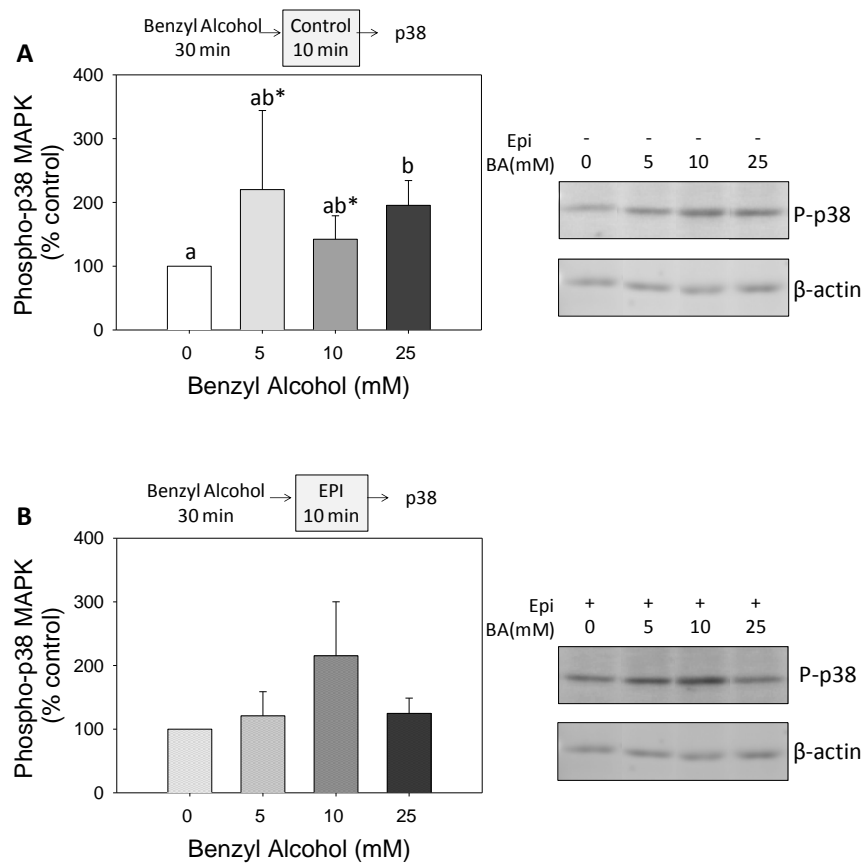 Benzyl Alcohol
30 min
Control
10 min
p38
A
400
300
200
100
0
Phospho-p38 MAPK
(% control)
a
ab*
ab*
b
0 5 10 25
Benzyl Alcohol (mM)
Epi - - - -
BA(mM) 0 5 10 25
P-p38
β-actin
Benzyl Alcohol
30 min
EPI
10 min
p38
B
400
300
200
100
0
Phospho-p38 MAPK
(% control)
0 5 10 25
Benzyl Alcohol (mM)
Epi + + + +
BA(mM) 0 5 10 25
P-p38
β-actin